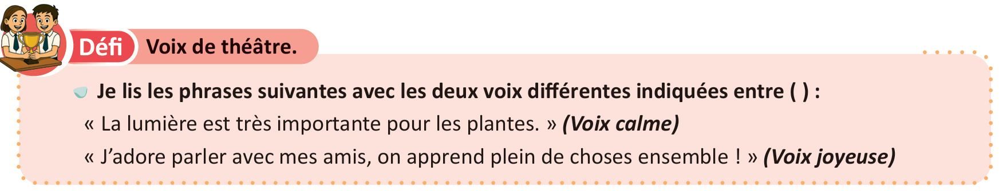 Défi Voix de théâtre.
Je lis les phrases suivantes avec les deux voix différentes indiquées entre ( ) :
« La lumière est très importante pour les plantes. » (Voix calme)
« J’adore parler avec mes amis, on apprend plein de choses ensemble ! » (Voix joyeuse)